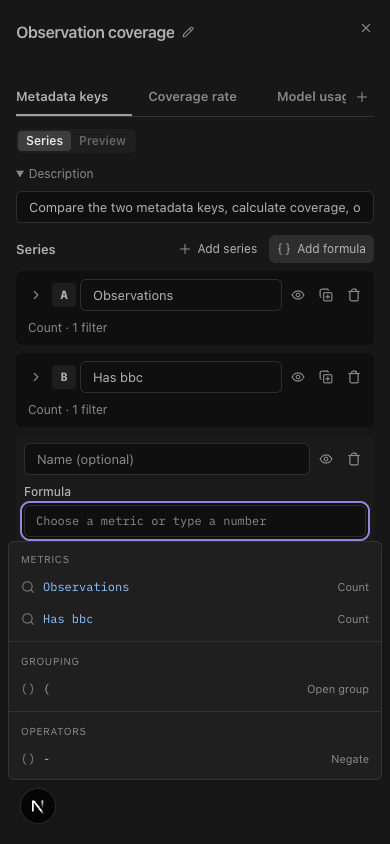 Observation coverage
Metadata keys Coverage rate Model usag
Series Preview
Description
Compare the two metadata keys, calculate coverage, o
Series + Add series { } Add formula
A Observations
Count · 1 filter
B Has bbc
Count · 1 filter
Name (optional)
Formula
Choose a metric or type a number
METRICS
Observations Count
Has bbc Count
GROUPING
() ( Open group
OPERATORS
() - Negate
N